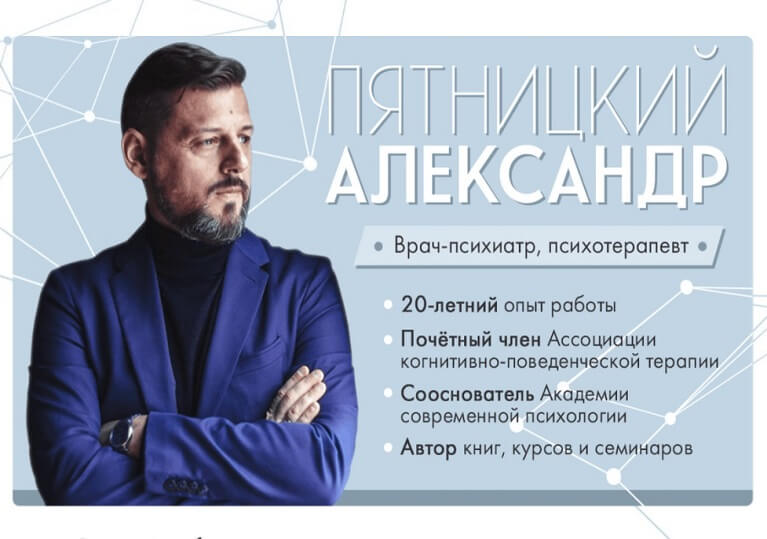 ПЯТНИЦКИЙ
АЛЕКСАНДР
Врач-психиатр, психотерапевт
20-летний опыт работы
Почётный член Ассоциации
когнитивно-поведенческой терапии
Сооснователь Академии
современной психологии
Автор книг, курсов и семинаров